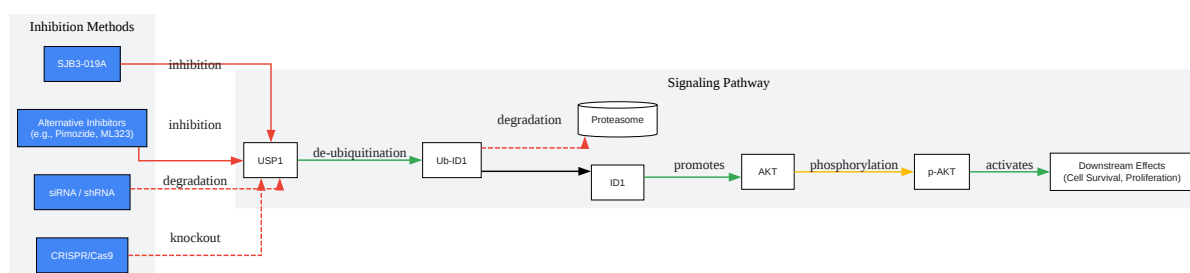 Inhibition Methods
SJB3-019A
inhibition
Signaling Pathway
Alternative Inhibitors
(e.g., Pimozide, ML323)
inhibition
degradation
Proteasome
USP1
de-ubiquitination
Ub-ID1
promotes
AKT
phosphorylation
p-AKT
activates
Downstream Effects
(Cell Survival, Proliferation)
ID1
siRNA / shRNA
degradation
knockout
CRISPR/Cas9